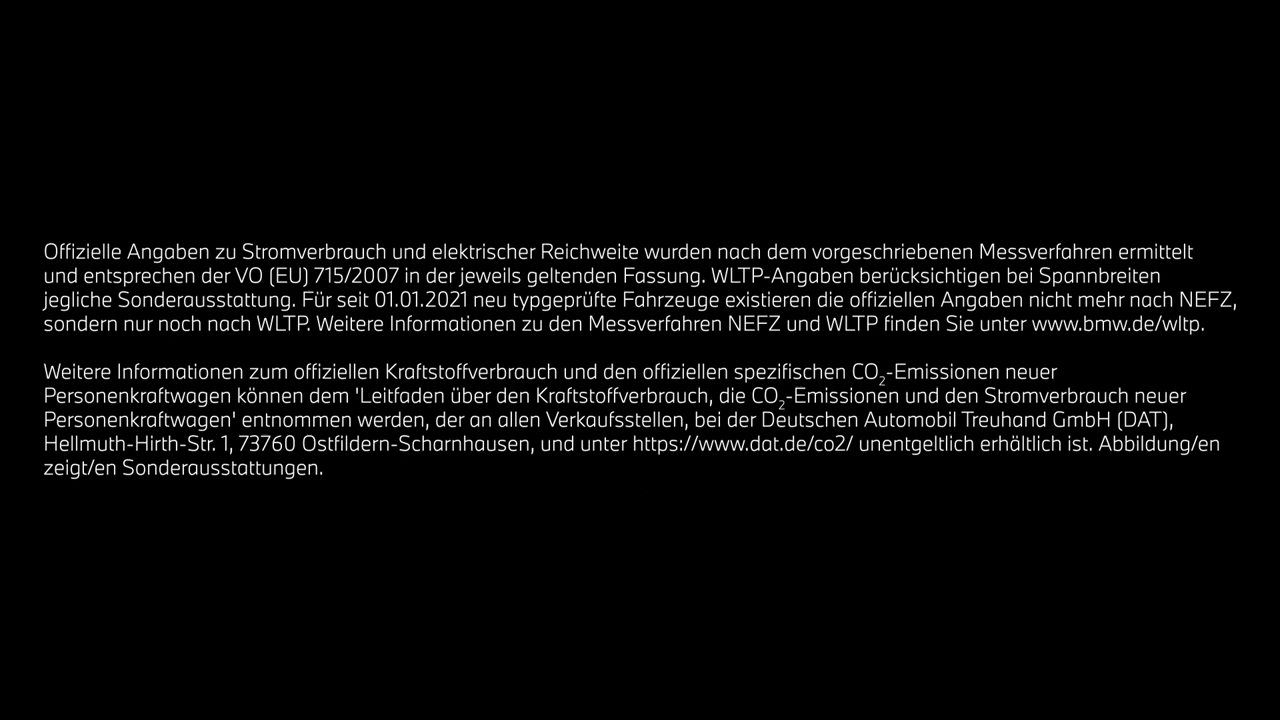 Offizielle Angaben zu Stromverbrauch und elektrischer Reichweite wurden nach dem vorgeschriebenen Messverfahren ermittelt
und entsprechen der VO (EU) 715/2007 in der jeweils geltenden Fassung. WLTP-Angaben berücksichtigen bei Spannbreiten
jegliche Sonderausstattung. Für seit 01.01.2021 neu typgeprüfte Fahrzeuge existieren die offiziellen Angaben nicht mehr nach NEFZ,
sondern nur noch nach WLTP. Weitere Informationen zu den Messverfahren NEFZ und WLTP finden Sie unter www.bmw.de/wltp.
Weitere Informationen zum offiziellen Kraftstoffverbrauch und den offiziellen spezifischen CO₂-Emissionen neuer
Personenkraftwagen können dem 'Leitfaden über den Kraftstoffverbrauch, die CO₂-Emissionen und den Stromverbrauch neuer
Personenkraftwagen' entnommen werden, der an allen Verkaufsstellen, bei der Deutschen Automobil Treuhand GmbH (DAT),
Hellmuth-Hirth-Str. 1, 73760 Ostfildern-Scharnhausen, und unter https://www.dat.de/co2/ unentgeltlich erhältlich ist. Abbildung/en
zeigt/en Sonderausstattungen.